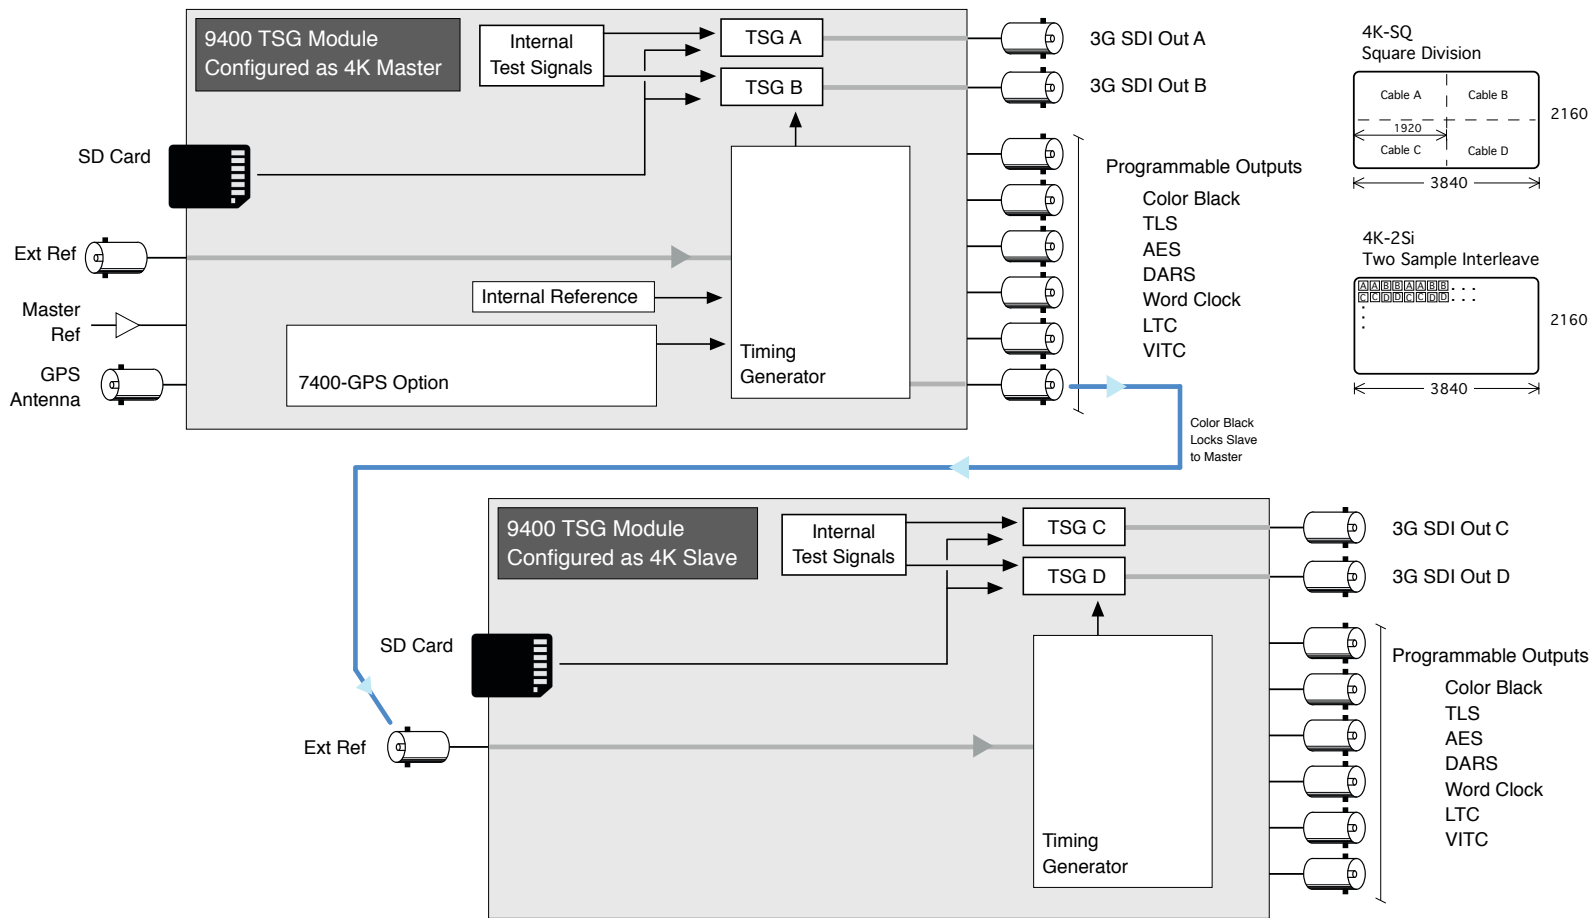 9400 TSG Module
Configured as 4K Master
Internal
Test Signals
TSG A
TSG B
3G SDI Out A
3G SDI Out B
SD Card
Ext Ref
Master
Ref
GPS
Antenna
Internal Reference
7400-GPS Option
Timing
Generator
Programmable Outputs
Color Black
TLS
AES
DARS
Word Clock
LTC
VITC
4K-SQ
Square Division
Cable A
Cable B
1920
Cable C
Cable D
2160
3840
4K-2Si
Two Sample Interleave
A A B B A A B B . . .
C C D D C C D D . . .
2160
3840
Color Black
Locks Slave
to Master
9400 TSG Module
Configured as 4K Slave
Internal
Test Signals
TSG C
TSG D
3G SDI Out C
3G SDI Out D
SD Card
Ext Ref
Timing
Generator
Programmable Outputs
Color Black
TLS
AES
DARS
Word Clock
LTC
VITC